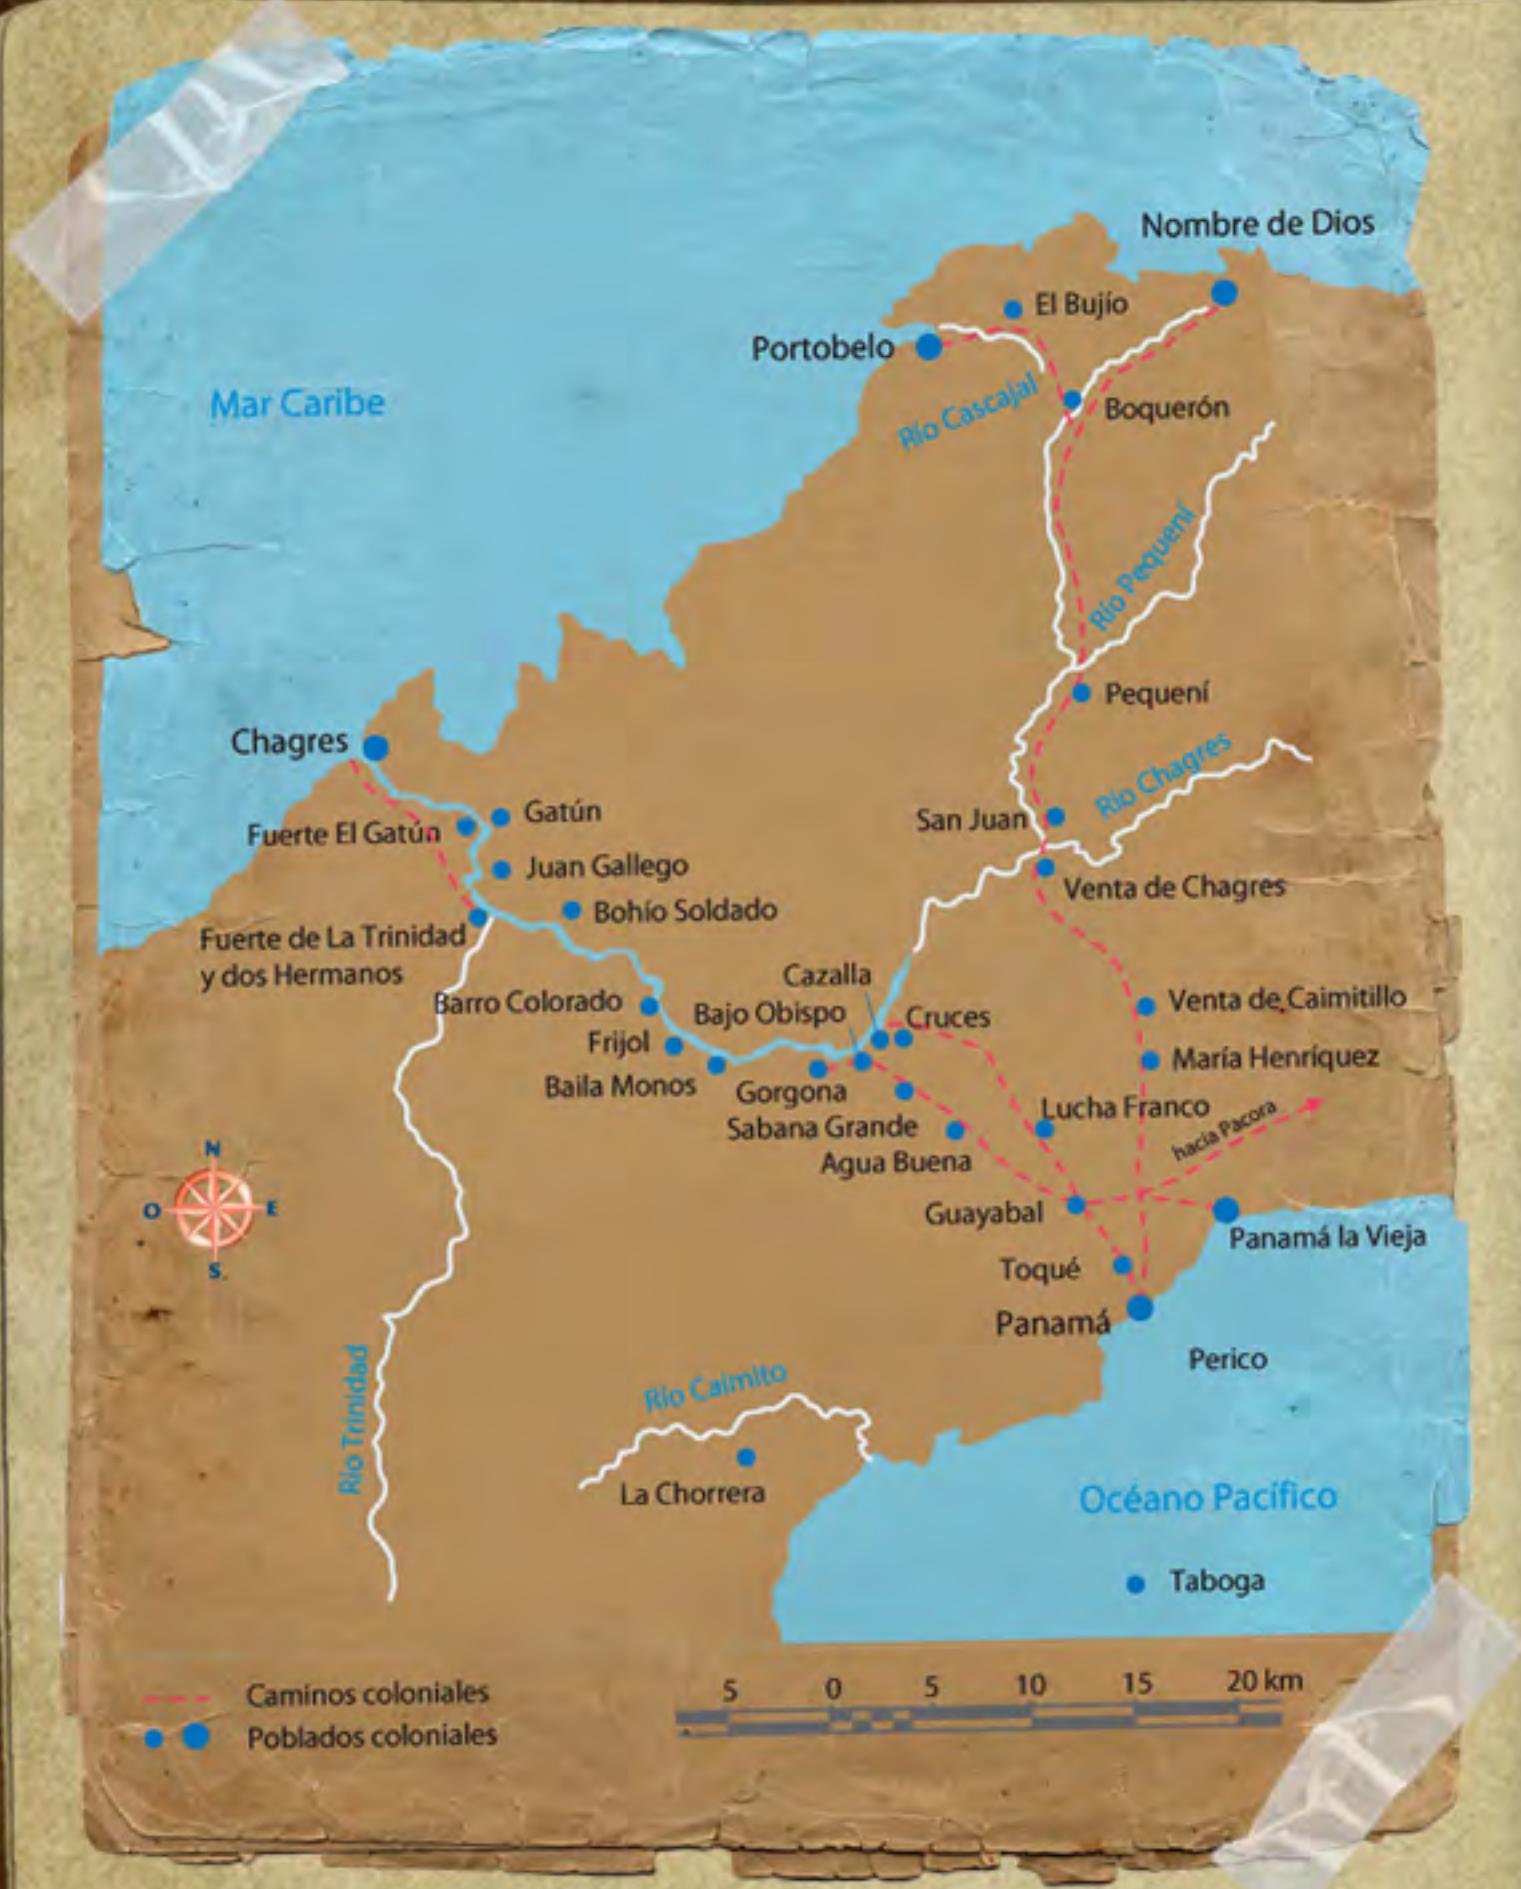 Nombre de Dios
El Bujío
Portobelo
Mar Caribe
Río Cascajal
Boquerón
Río Pequení
Pequení
Chagres
Río Chagres
Gatún
San Juan
Fuerte El Gatún
Juan Gallego
Venta de Chagres
Bohío Soldado
Fuerte de La Trinidad
y dos Hermanos
Cazalla
Barro Colorado
Bajo Obispo
Cruces
Venta de Caimitillo
Frijol
María Henríquez
Baila Monos
Gorgona
Lucha Franco
Sabana Grande
hacia Pacora
Agua Buena
N
O
E
S
Guayabal
Panamá la Vieja
Toqué
Panamá
Perico
Río Trinidad
Río Caimito
La Chorrera
Océano Pacífico
Taboga
Caminos coloniales
Poblados coloniales
5 0 5 10 15 20 km